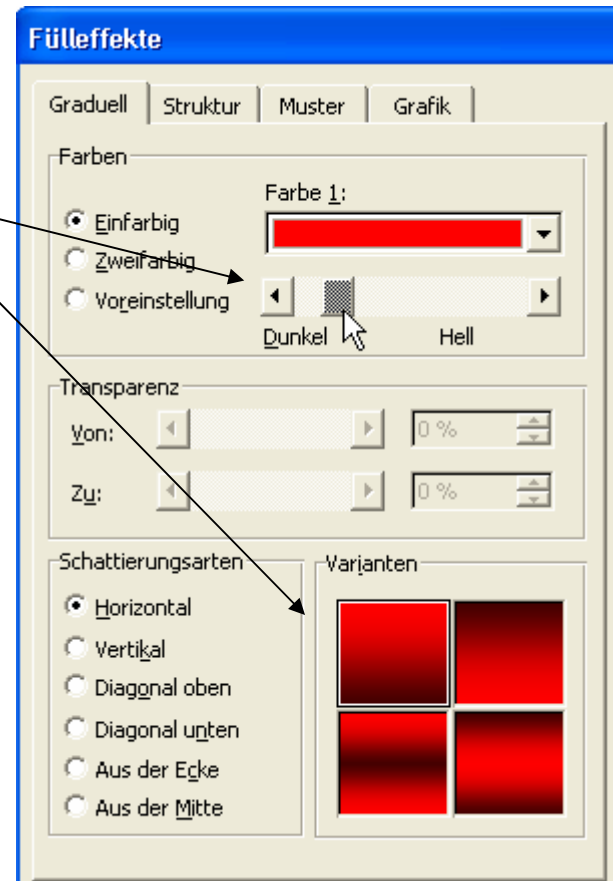 Fülleffekte
Graduell Struktur Muster Grafik
Farben
Farbe 1:
Einfarbig
Zweifarbig
Voreinstellung
Dunkel Hell
Transparenz
Von: 0 %
Zu: 0 %
Schattierungsarten
Horizontal
Vertikal
Diagonal oben
Diagonal unten
Aus der Ecke
Aus der Mitte
Varianten